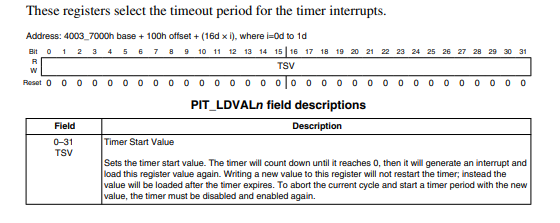 These registers select the timeout period for the timer interrupts.
Address: 4003_7000h base + 100h offset + (16d × i), where i=0d to 1d
Bit 0 1 2 3 4 5 6 7 8 9 10 11 12 13 14 15 16 17 18 19 20 21 22 23 24 25 26 27 28 29 30 31
R
W
TSV
Reset 0 0 0 0 0 0 0 0 0 0 0 0 0 0 0 0 0 0 0 0 0 0 0 0 0 0 0 0 0 0 0 0
PIT_LDVALn field descriptions
Field Description
0–31 Timer Start Value
TSV
Sets the timer start value. The timer will count down until it reaches 0, then it will generate an interrupt and
load this register value again. Writing a new value to this register will not restart the timer; instead the
value will be loaded after the timer expires. To abort the current cycle and start a timer period with the new
value, the timer must be disabled and enabled again.